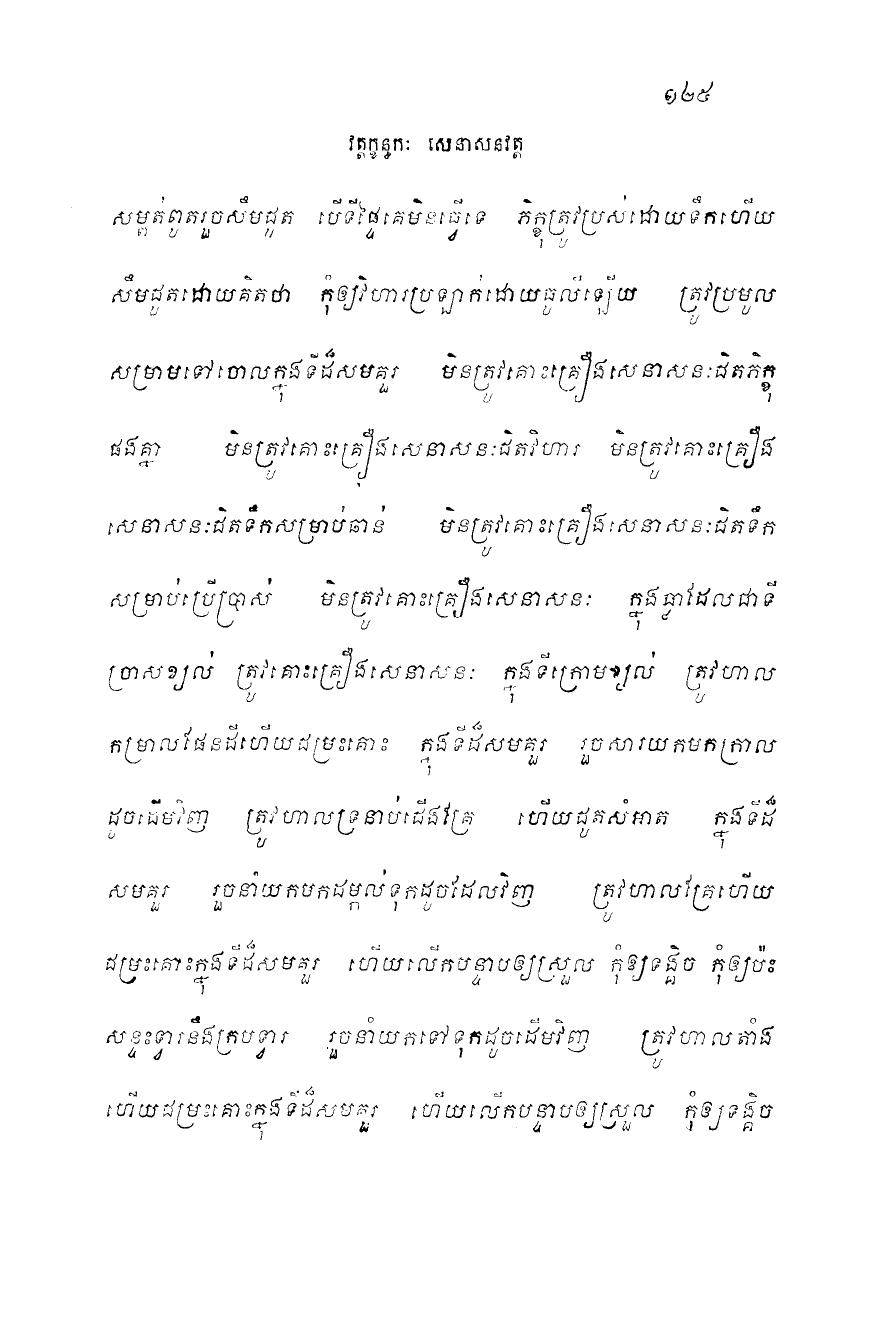 ១២៥
វត្តក្ខន្ធកៈ សេនាសនវត្ត
សម្ពត់ពួតរួចសឹមជូត បើទីផ្ទៃគេមិនធ្វើទេ ភិក្ខុត្រូវប្រស់ដោយទឹកហើយ
សឹមជូតដោយគិតថា កុំឲ្យវិហារប្រឡាក់ដោយធូលីឡើយ ត្រូវប្រមូល
សម្រាមទៅចោលក្នុងទីដ៏សមគួរ មិនត្រូវគោះគ្រឿងសេនាសនៈជិតភិក្ខុ
ផងគ្នា មិនត្រូវគោះគ្រឿងសេនាសនៈជិតវិហារ មិនត្រូវគោះគ្រឿង
សេនាសនៈជិតទឹកសម្រាប់ឆាន់ មិនត្រូវគោះគ្រឿងសេនាសនៈជិតទឹក
សម្រាប់ប្រើប្រាស់ មិនត្រូវគោះគ្រឿងសេនាសនៈ ក្នុងធ្លាដែលជាទី
ច្រាសខ្យល់ ត្រូវគោះគ្រឿងសេនាសនៈ ក្នុងទីក្រោមខ្យល់ ត្រូវហាល
កម្រាលផែនដីហើយជម្រះគោះ ក្នុងទីដ៏សមគួរ រួចសារយកមកក្រាល
ដូចដើមវិញ ត្រូវហាលទ្រនាប់ជើងគ្រែ ហើយជូតសំអាត ក្នុងទីដ៏
សមគួរ រួចនាំយកមកដម្កល់ទុកដូចដែលវិញ ត្រូវហាលគ្រែហើយ
ជម្រះគោះក្នុងទីដ៏សមគួរ ហើយលើកបន្ទាបឲ្យស្រួល កុំឲ្យទង្គិច កុំឲ្យប៉ះ
សន្ទះទ្វារនឹងក្របទ្វារ រួចនាំយកទៅទុកដូចដើមវិញ ត្រូវហាលតាំង
ហើយជម្រះគោះក្នុងទីដ៏សមគួរ ហើយលើកបន្ទាបឲ្យស្រួល កុំឲ្យទង្គិច